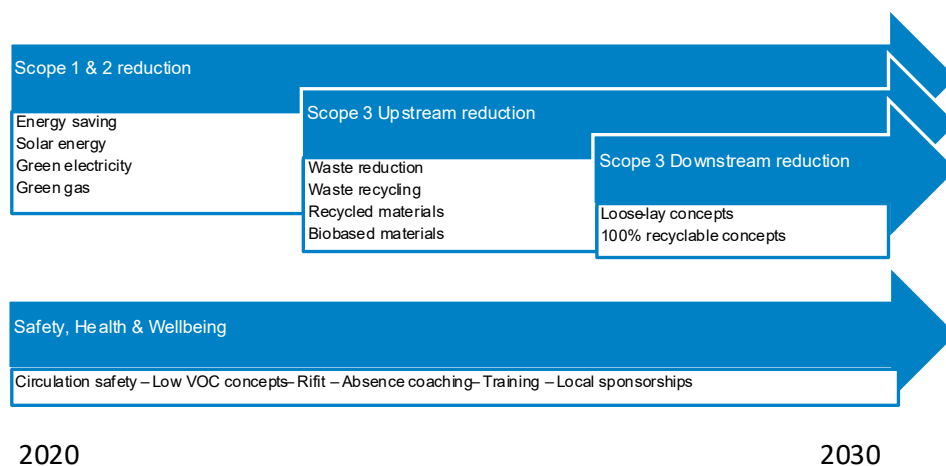 Scope 1 & 2 reduction
Energy saving
Solar energy
Green electricity
Green gas
Scope 3 Upstream reduction
Waste reduction
Waste recycling
Recycled materials
Biobased materials
Scope 3 Downstream reduction
Loose-lay concepts
100% recyclable concepts
Safety, Health & Wellbeing
Circulation safety – Low VOC concepts– Rifit – Absence coaching– Training – Local sponsorships
2020
2030